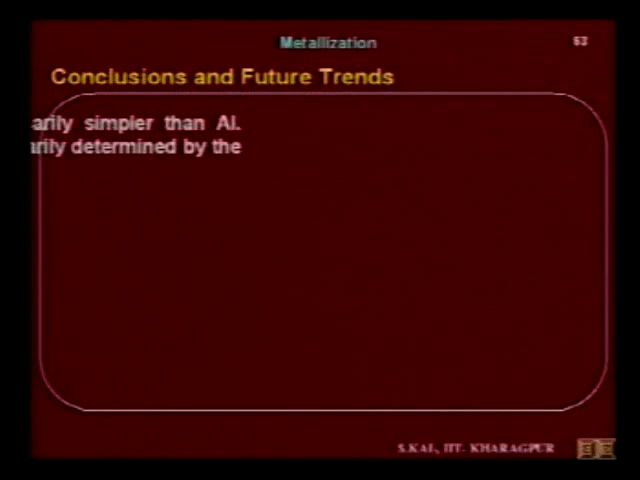 Metallization
63
Conclusions and Future Trends
arily simpler than Al.
arily determined by the
S.KAL, IIT- KHARAGPUR